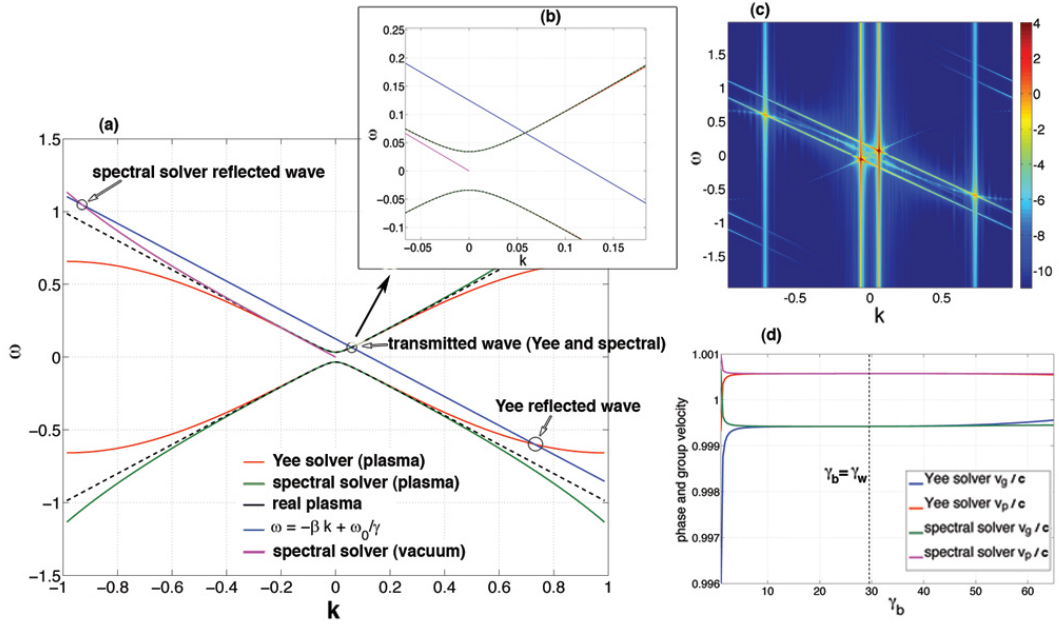 (b)
0.25
0.2
0.15
0.1
0.05
0
-0.05
-0.1
ω
-0.05 0 0.05 0.1 0.15
k
(c)
1.5
1
0.5
0
-0.5
-1
-1.5
ω
-0.5 0 0.5
k
4
2
0
-2
-4
-6
-8
-10
(a)
1.5
1
0.5
0
-0.5
-1
-1.5
ω
spectral solver reflected wave
transmitted wave (Yee and spectral)
Yee reflected wave
Yee solver (plasma)
spectral solver (plasma)
real plasma
ω = −β k + ω₀/γ
spectral solver (vacuum)
-1 -0.8 -0.6 -0.4 -0.2 0 0.2 0.4 0.6 0.8 1
k
(d)
1.001
1
0.999
0.998
0.997
0.996
phase and group velocity
γb= γw
Yee solver vg / c
Yee solver vp / c
spectral solver vg / c
spectral solver vp / c
10 20 30 40 50 60
γb